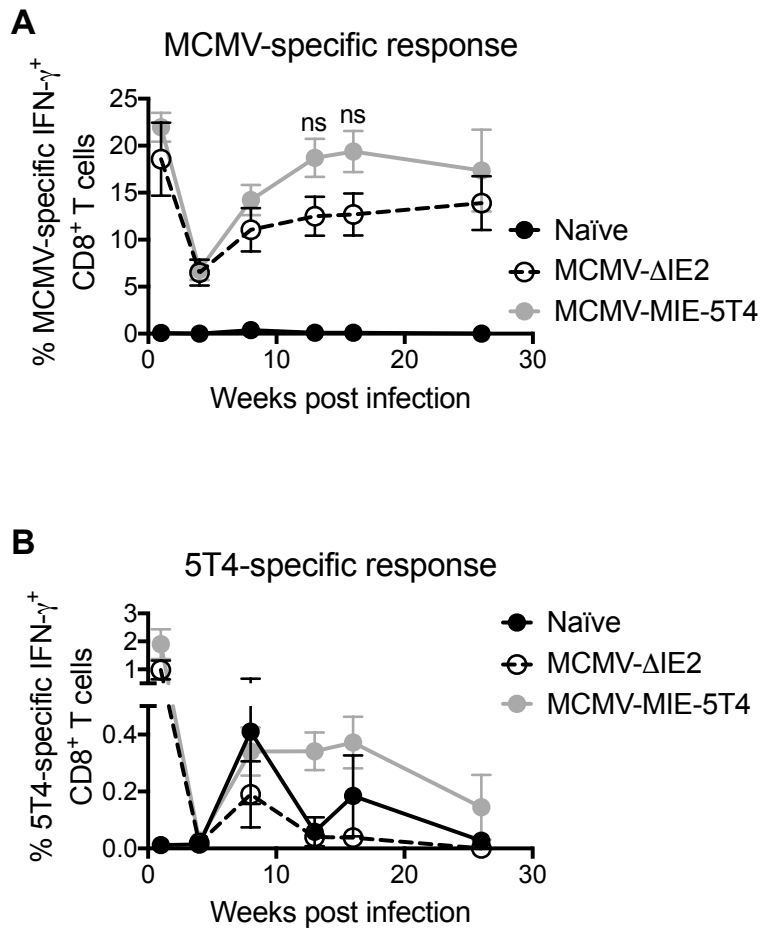 A
MCMV-specific response
% MCMV-specific IFN-γ⁺
CD8⁺ T cells
25
20
15
10
5
0
ns ns
0 10 20 30
Weeks post infection
Naïve
MCMV-ΔIE2
MCMV-MIE-5T4
B
5T4-specific response
% 5T4-specific IFN-γ⁺
CD8⁺ T cells
3
2
1
0.4
0.2
0.0
0 10 20 30
Weeks post infection
Naïve
MCMV-ΔIE2
MCMV-MIE-5T4